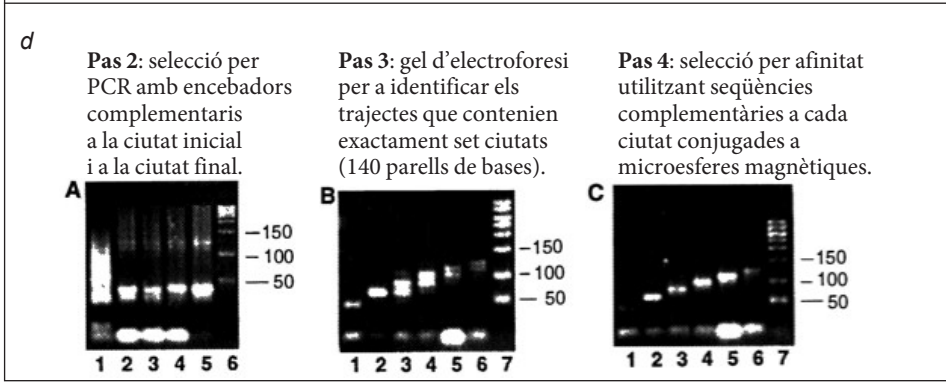 d
Pas 2: selecció per
PCR amb encebadors
complementaris
a la ciutat inicial
i a la ciutat final.
Pas 3: gel d’electroforesi
per a identificar els
trajectes que contenien
exactament set ciutats
(140 parells de bases).
Pas 4: selecció per afinitat
utilitzant seqüències
complementàries a cada
ciutat conjugades a
microesferes magnètiques.
A
–150
– 100
—50
1 2 3 4 5 6
B
–150
– 100
– 50
1 2 3 4 5 6 7
C
– 150
– 100
— 50
1 2 3 4 5 6 7